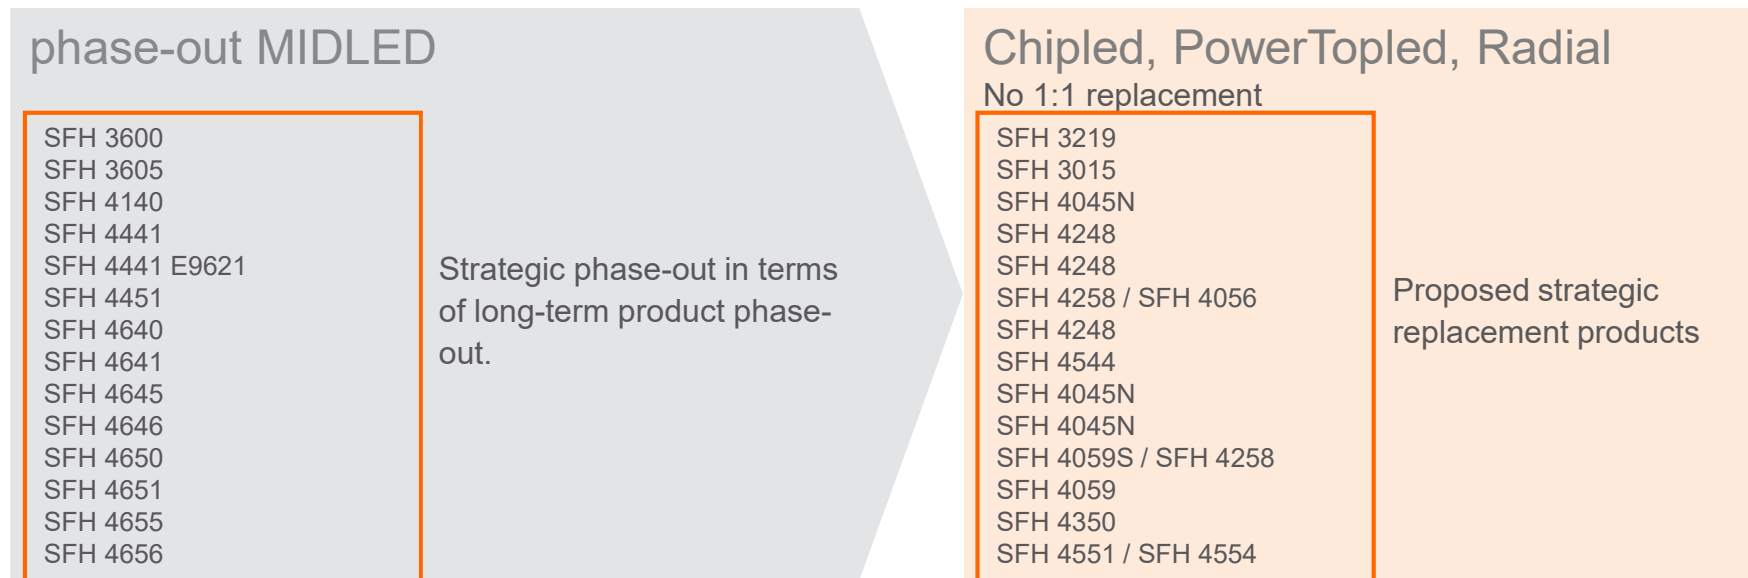 phase-out MIDLED
SFH 3600
SFH 3605
SFH 4140
SFH 4441
SFH 4441 E9621
SFH 4451
SFH 4640
SFH 4641
SFH 4645
SFH 4646
SFH 4650
SFH 4651
SFH 4655
SFH 4656
Strategic phase-out in terms
of long-term product phase-
out.
Chipled, PowerTopled, Radial
No 1:1 replacement
SFH 3219
SFH 3015
SFH 4045N
SFH 4248
SFH 4248
SFH 4258 / SFH 4056
SFH 4248
SFH 4544
SFH 4045N
SFH 4045N
SFH 4059S / SFH 4258
SFH 4059
SFH 4350
SFH 4551 / SFH 4554
Proposed strategic
replacement products